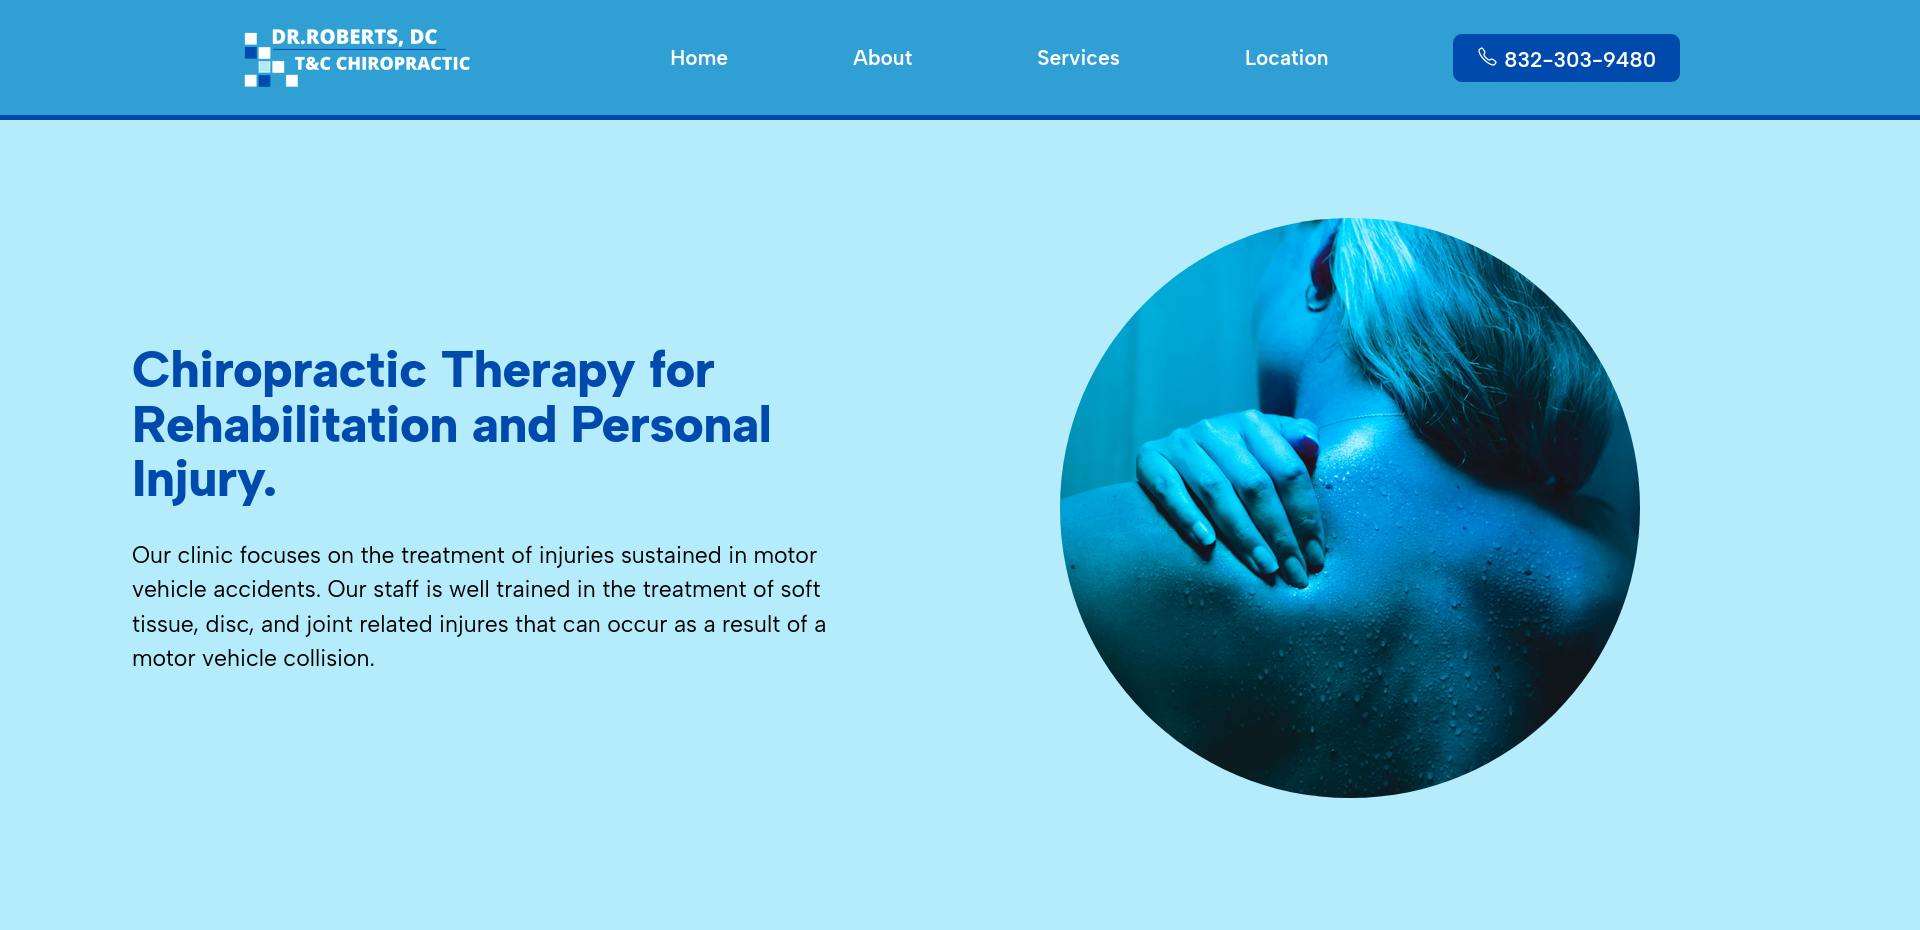 DR.ROBERTS, DC
T&C CHIROPRACTIC
Home
About
Services
Location
832-303-9480
Chiropractic Therapy for
Rehabilitation and Personal
Injury.
Our clinic focuses on the treatment of injuries sustained in motor
vehicle accidents. Our staff is well trained in the treatment of soft
tissue, disc, and joint related injures that can occur as a result of a
motor vehicle collision.